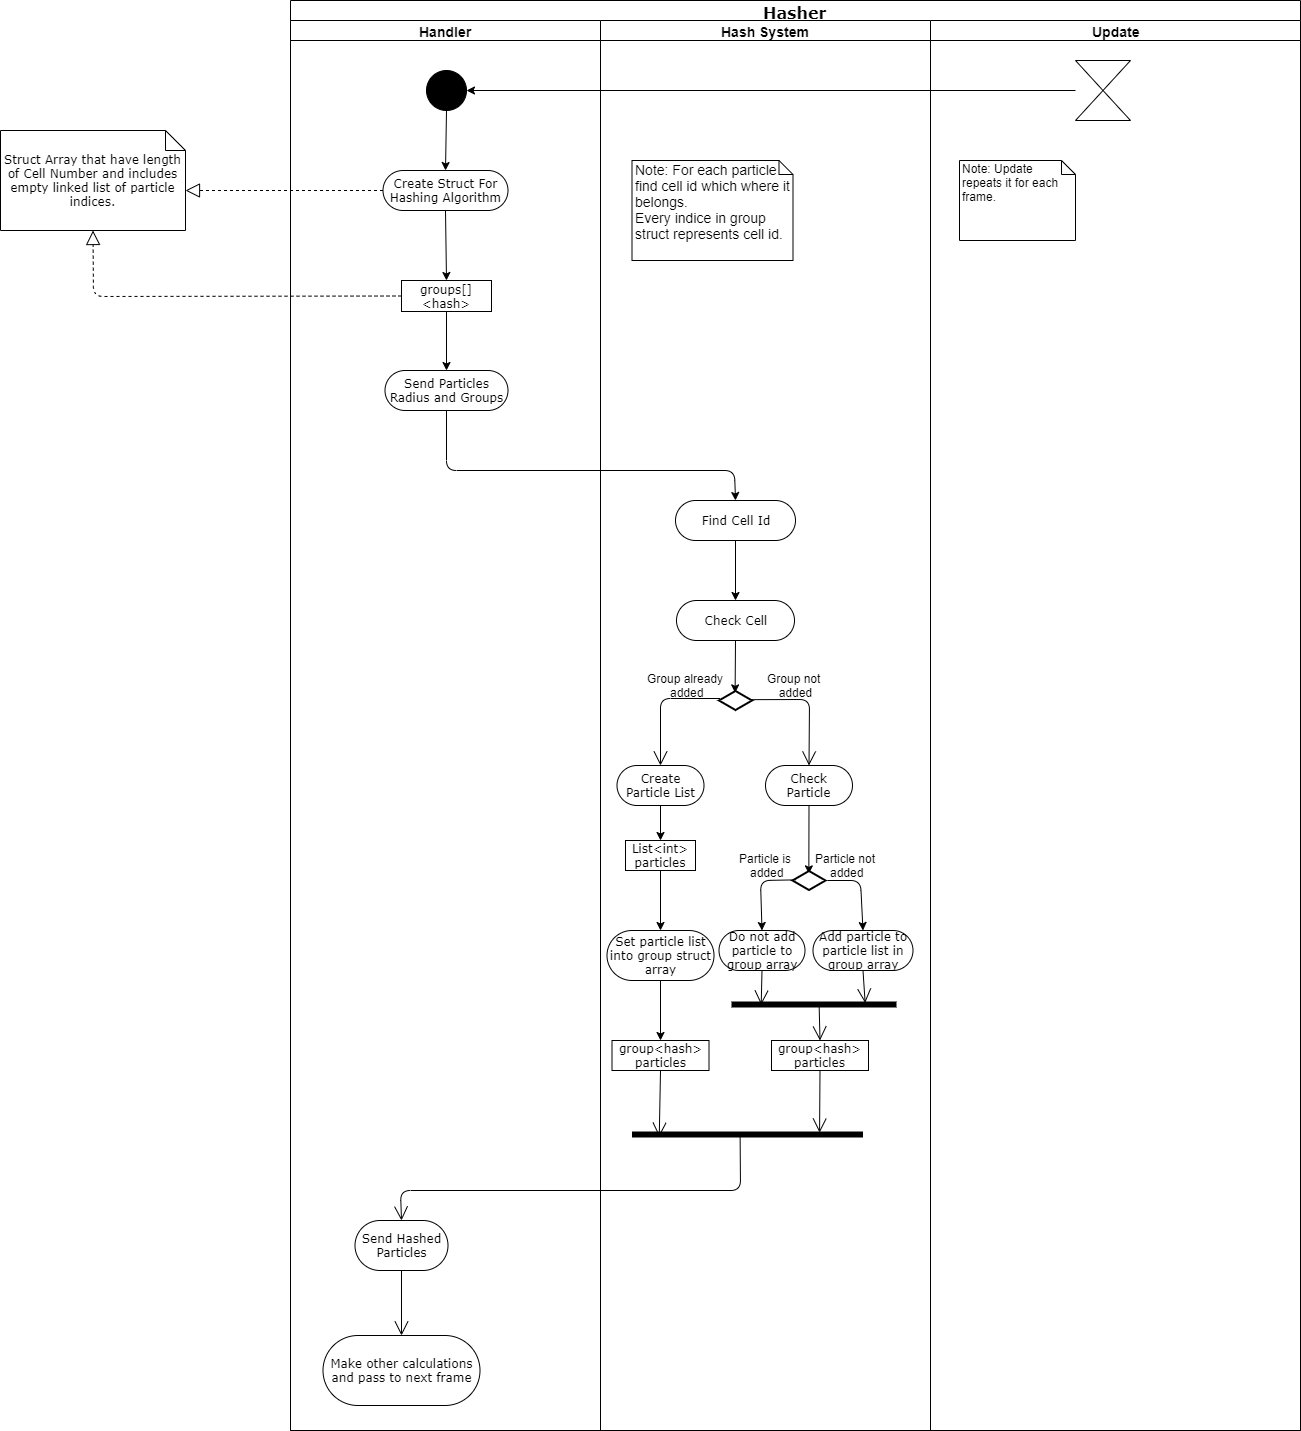 Hasher
Handler
Hash System
Update
Struct Array that have length
of Cell Number and includes
empty linked list of particle
indices.
Create Struct For
Hashing Algorithm
Note: For each particle
find cell id which where it
belongs.
Every indice in group
struct represents cell id.
Note: Update
repeats it for each
frame.
groups[]
<hash>
Send Particles
Radius and Groups
Find Cell Id
Check Cell
Group already
added
Group not
added
Create
Particle List
Check
Particle
List<int>
particles
Particle is
added
Particle not
added
Set particle list
into group struct
array
Do not add
particle to
group array
Add particle to
particle list in
group array
group<hash>
particles
group<hash>
particles
Send Hashed
Particles
Make other calculations
and pass to next frame